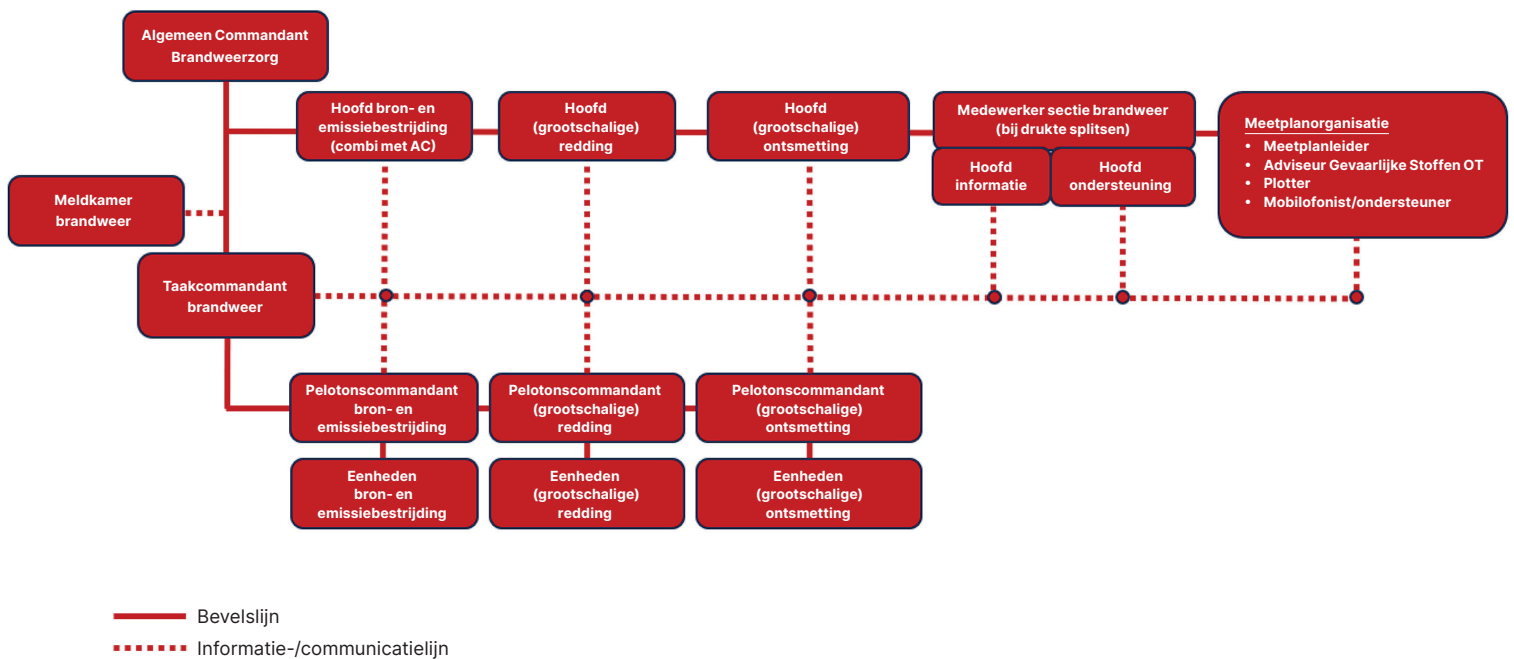 Algemeen Commandant
Brandweerzorg
Hoofd bron- en
emissiebestrijding
(combi met AC)
Hoofd
(grootschalige)
redding
Hoofd
(grootschalige)
ontsmetting
Medewerker sectie brandweer
(bij drukte splitsen)
Hoofd
informatie
Hoofd
ondersteuning
Meetplanorganisatie
• Meetplanleider
• Adviseur Gevaarlijke Stoffen OT
• Plotter
• Mobilofonist/ondersteuner
Meldkamer
brandweer
Taakcommandant
brandweer
Pelotonscommandant
bron- en
emissiebestrijding
Pelotonscommandant
(grootschalige)
redding
Pelotonscommandant
(grootschalige)
ontsmetting
Eenheden
bron- en
emissiebestrijding
Eenheden
(grootschalige)
redding
Eenheden
(grootschalige)
ontsmetting
Bevelslijn
Informatie-/communicatielijn